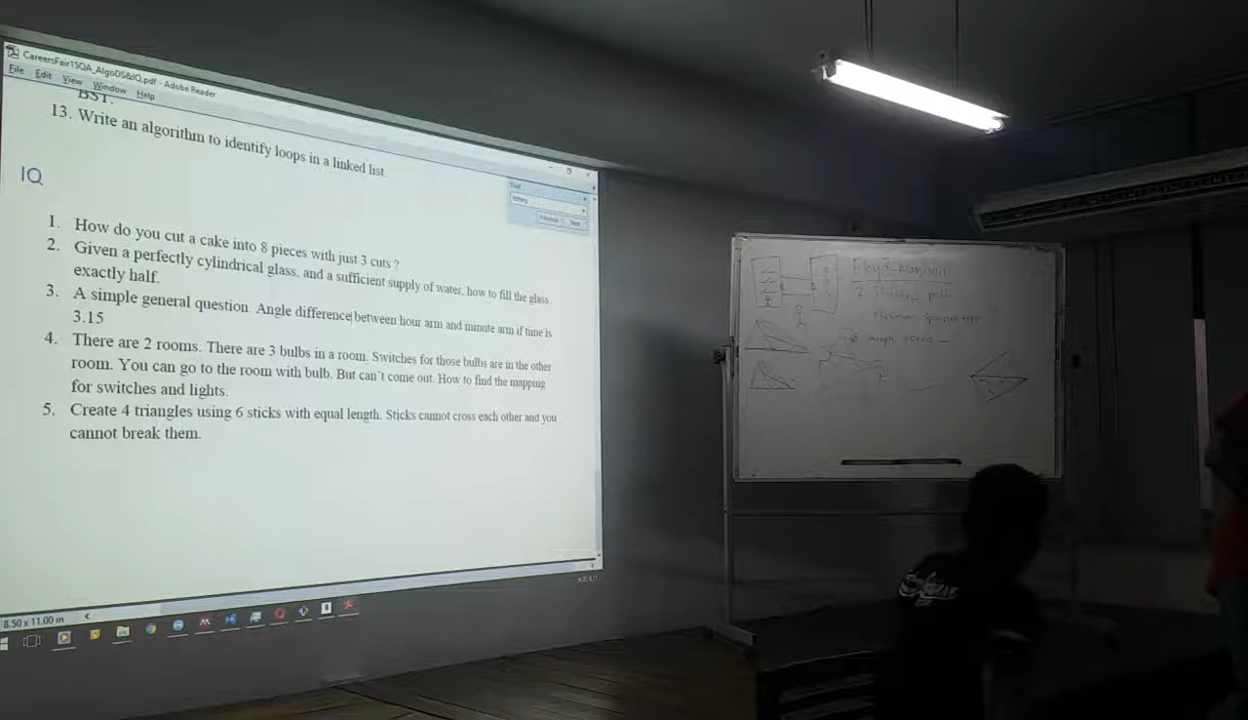 CareersFair15QA_AlgoDS&IQ.pdf - Adobe Reader
File Edit View Window Help
BST.
13. Write an algorithm to identify loops in a linked list
IQ
1. How do you cut a cake into 8 pieces with just 3 cuts ?
2. Given a perfectly cylindrical glass, and a sufficient supply of water, how to fill the glass
exactly half.
3. A simple general question. Angle difference between hour arm and minute arm if time is
3.15
4. There are 2 rooms. There are 3 bulbs in a room. Switches for those bulbs are in the other
room. You can go to the room with bulb. But can't come out. How to find the mapping
for switches and lights.
5. Create 4 triangles using 6 sticks with equal length. Sticks cannot cross each other and you
cannot break them.
8.50 x 11.00 in
Find
Previous Next